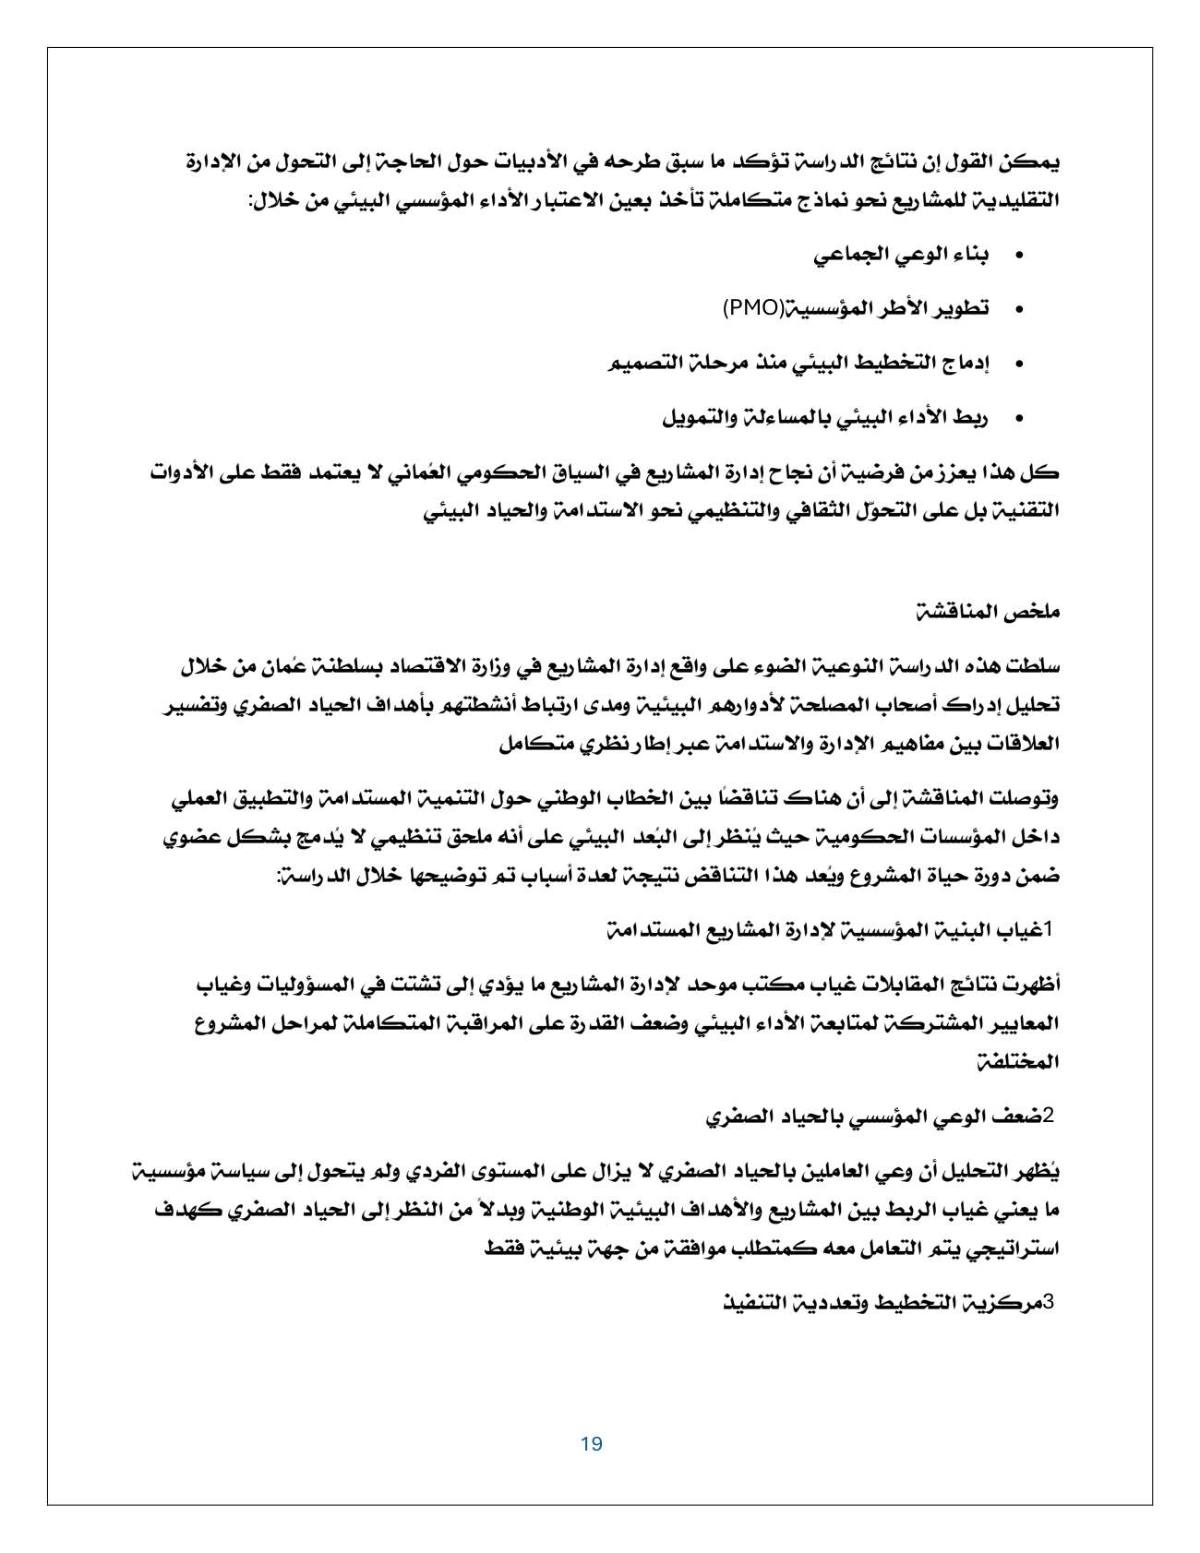 يمكن القول إن نتائج الدراسة تؤكد ما سبق طرحه في الأدبيات حول الحاجة إلى التحول من الإدارة
التقليدية للمشاريع نحو نماذج متكاملة تأخذ بعين الاعتبار الأداء المؤسسي البيئي من خلال:
• بناء الوعي الجماعي
• تطوير الأطر المؤسسية(PMO)
• إدماج التخطيط البيئي منذ مرحلة التصميم
• ربط الأداء البيئي بالمساءلة والتمويل
كل هذا يعزز من فرضية أن نجاح إدارة المشاريع في السياق الحكومي العُماني لا يعتمد فقط على الأدوات
التقنية بل على التحوّل الثقافي والتنظيمي نحو الاستدامة والحياد البيئي
ملخص المناقشة
سلطت هذه الدراسة النوعية الضوء على واقع إدارة المشاريع في وزارة الاقتصاد بسلطنة عُمان من خلال
تحليل إدراك أصحاب المصلحة لأدوارهم البيئية ومدى ارتباط أنشطتهم بأهداف الحياد الصفري وتفسير
العلاقات بين مفاهيم الإدارة والاستدامة عبر إطار نظري متكامل
وتوصلت المناقشة إلى أن هناك تناقضًا بين الخطاب الوطني حول التنمية المستدامة والتطبيق العملي
داخل المؤسسات الحكومية حيث يُنظر إلى البُعد البيئي على أنه ملحق تنظيمي لا يُدمج بشكل عضوي
ضمن دورة حياة المشروع ويُعد هذا التناقض نتيجة لعدة أسباب تم توضيحها خلال الدراسة:
1غياب البنية المؤسسية لإدارة المشاريع المستدامة
أظهرت نتائج المقابلات غياب مكتب موحد لإدارة المشاريع ما يؤدي إلى تشتت في المسؤوليات وغياب
المعايير المشتركة لمتابعة الأداء البيئي وضعف القدرة على المراقبة المتكاملة لمراحل المشروع
المختلفة
2ضعف الوعي المؤسسي بالحياد الصفري
يُظهر التحليل أن وعي العاملين بالحياد الصفري لا يزال على المستوى الفردي ولم يتحول إلى سياسة مؤسسية
ما يعني غياب الربط بين المشاريع والأهداف البيئية الوطنية وبدلاً من النظر إلى الحياد الصفري كهدف
استراتيجي يتم التعامل معه كمتطلب موافقة من جهة بيئية فقط
3مركزية التخطيط وتعددية التنفيذ
19